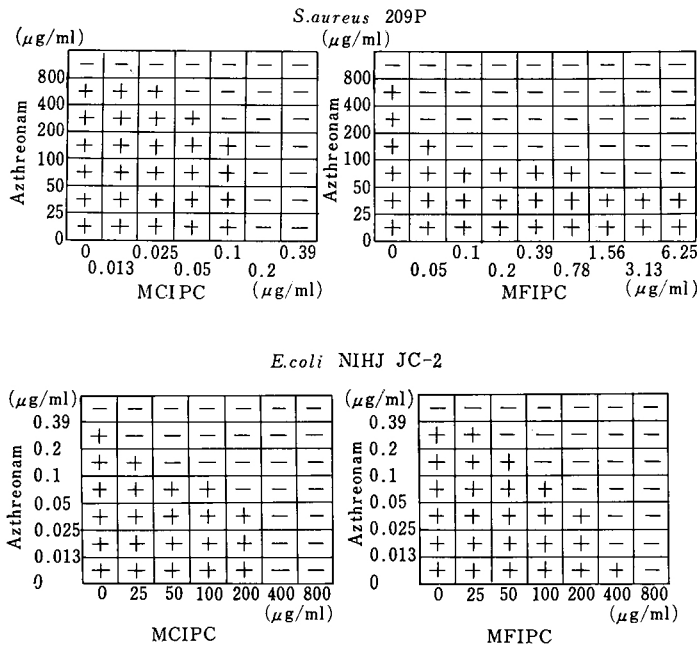 S.aureus 209P
(μg/ml)
Azthreonam
− − − − − − −
800
+ + + − − − −
400
+ + + + − − −
200
+ + + + + − −
100
+ + + + + − −
50
+ + + + + − −
25
+ + + + + − −
0
0 0.025 0.1 0.39
0.013 0.05 0.2
MCIPC (μg/ml)
(μg/ml)
Azthreonam
− − − − − − − − −
800
+ − − − − − − − −
400
+ − − − − − − − −
200
+ + − − − − − − −
100
+ + + + + + − − −
50
+ + + + + + + + +
25
+ + + + + + + + +
0
0 0.1 0.39 1.56 6.25
0.05 0.2 0.78 3.13
MFIPC (μg/ml)
E.coli NIHJ JC-2
(μg/ml)
Azthreonam
− − − − − − −
0.39
+ − − − − − −
0.2
+ + − − − − −
0.1
+ + + + − − −
0.05
+ + + + + − −
0.025
+ + + + + − −
0.013
+ + + + + − −
0
0 25 50 100 200 400 800
(μg/ml)
MCIPC
(μg/ml)
Azthreonam
− − − − − − −
0.39
+ + − − − − −
0.2
+ + + − − − −
0.1
+ + + + − − −
0.05
+ + + + + − −
0.025
+ + + + + − −
0.013
+ + + + + + −
0
0 25 50 100 200 400 800
(μg/ml)
MFIPC